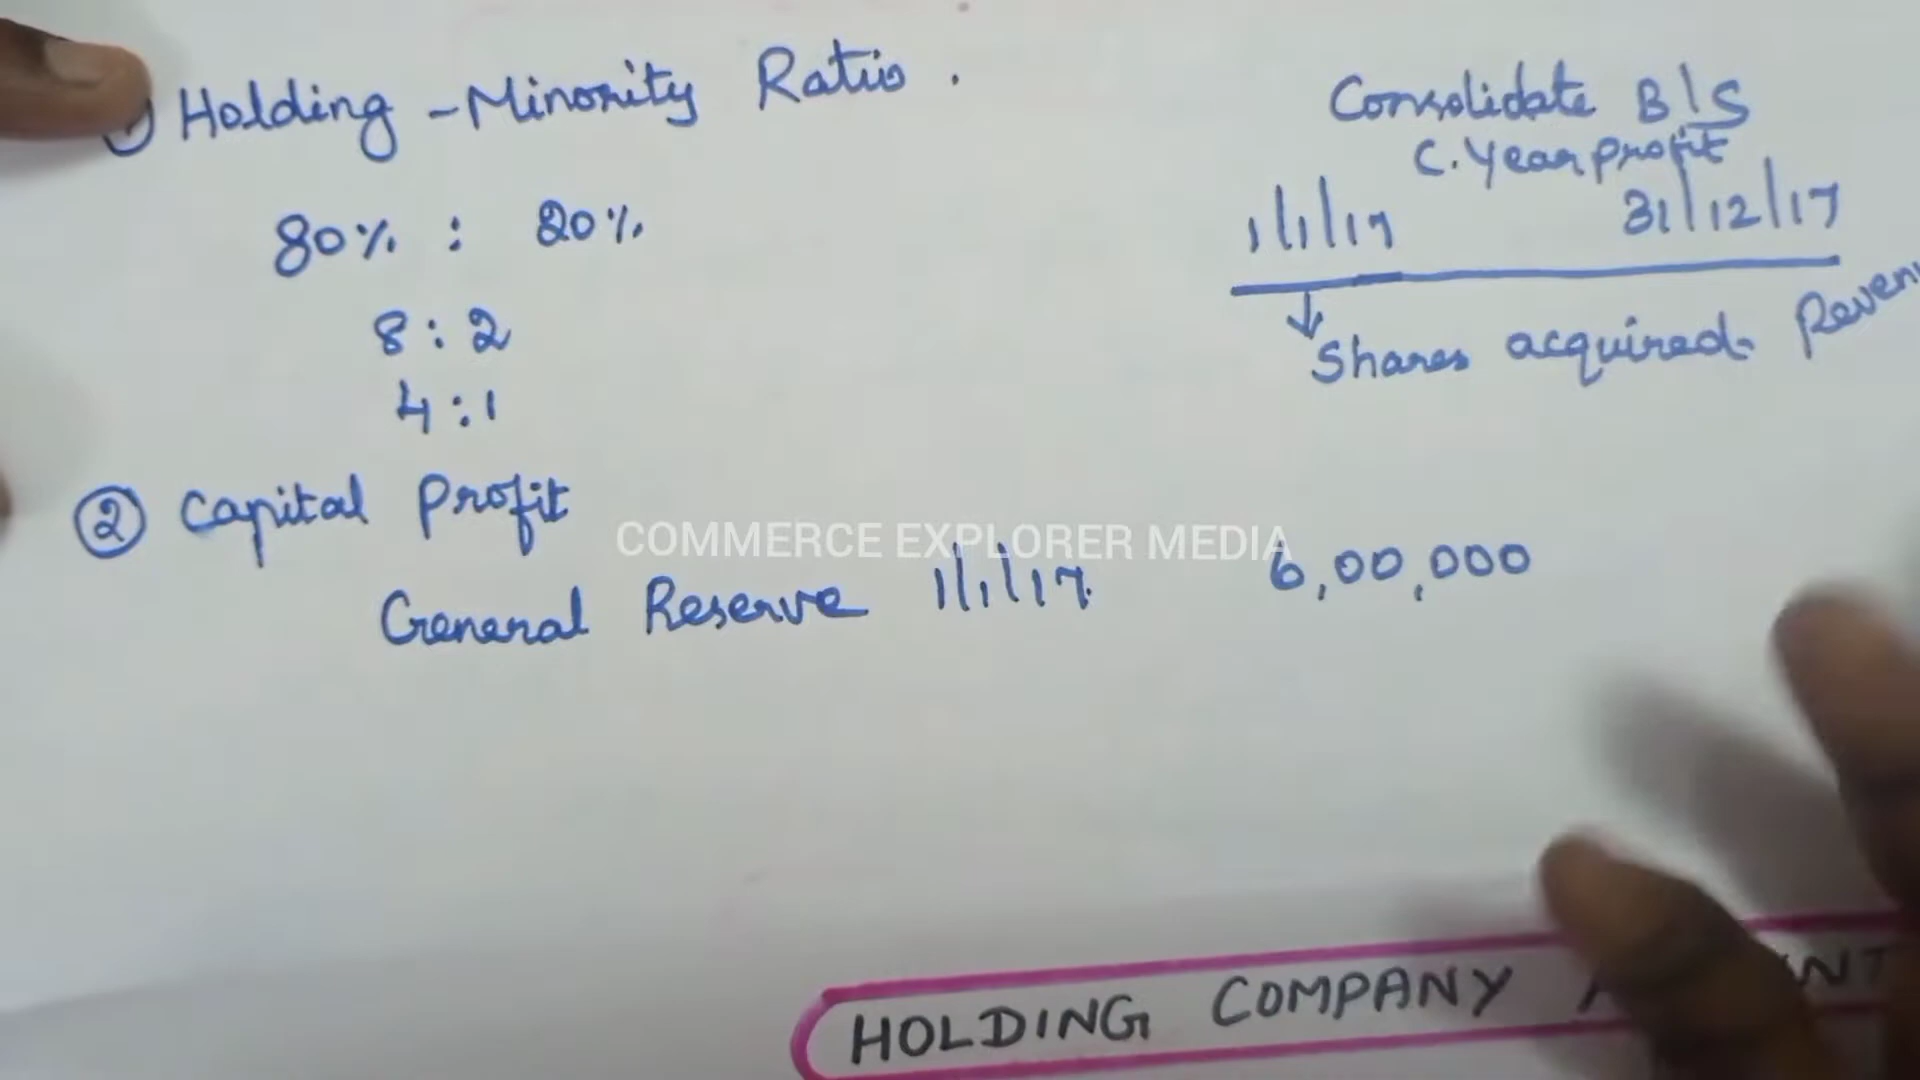 1) Holding - Minority Ratio .
80% : 20%
8 : 2
4 : 1
Consolidate B/S
C. Year profit
1/1/17 31/12/17
Shares acquired.
② Capital Profit
COMMERCE EXPLORER MEDIA
General Reserve 1/1/17. 6,00,000
HOLDING COMPANY